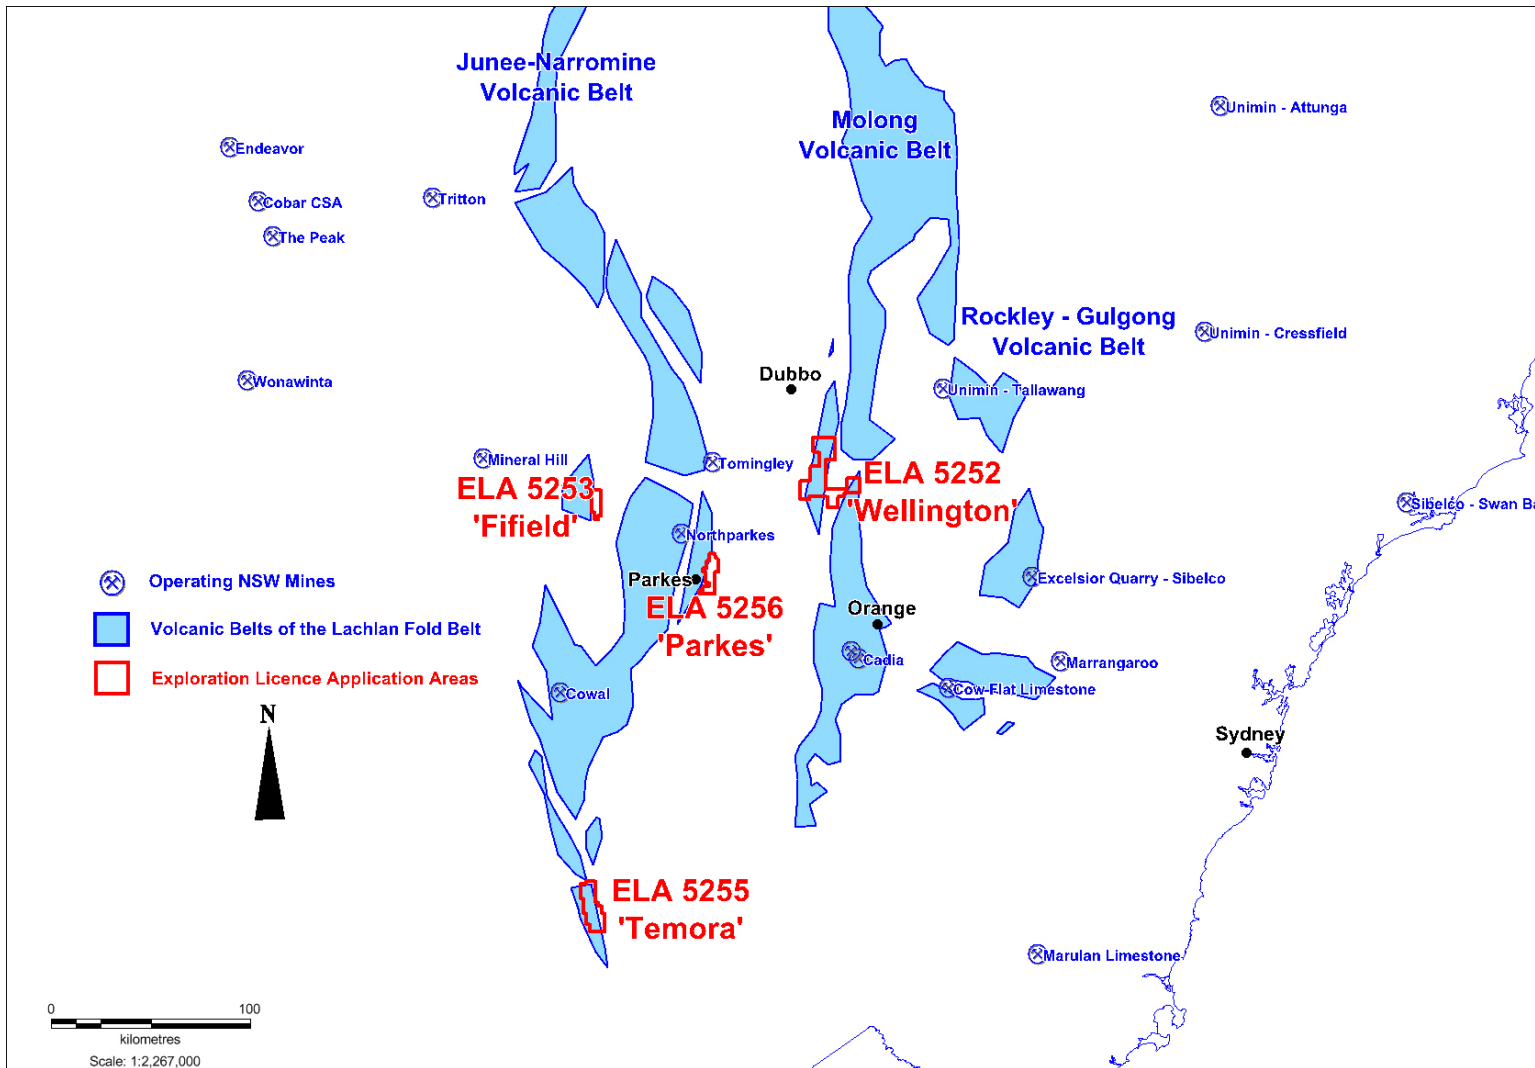 Junee-Narromine
Volcanic Belt
Molong
Volcanic Belt
Unimin - Attunga
Endeavor
Cobar CSA
Tritton
The Peak
Rockley - Gulgong
Volcanic Belt
Unimin - Cressfield
Dubbo
Wonawinta
Unimin - Tallawang
Mineral Hill
Tomingley
ELA 5253
'Fifield'
ELA 5252
'Wellington'
Sibelco - Swan Ba
Northparkes
Parkes
ELA 5256
'Parkes'
Excelsior Quarry - Sibelco
Orange
Operating NSW Mines
Volcanic Belts of the Lachlan Fold Belt
Exploration Licence Application Areas
Cadia
Marrangaroo
Cowal
Cow Flat Limestone
N
Sydney
ELA 5255
'Temora'
Marulan Limestone
0 100
kilometres
Scale: 1:2,267,000